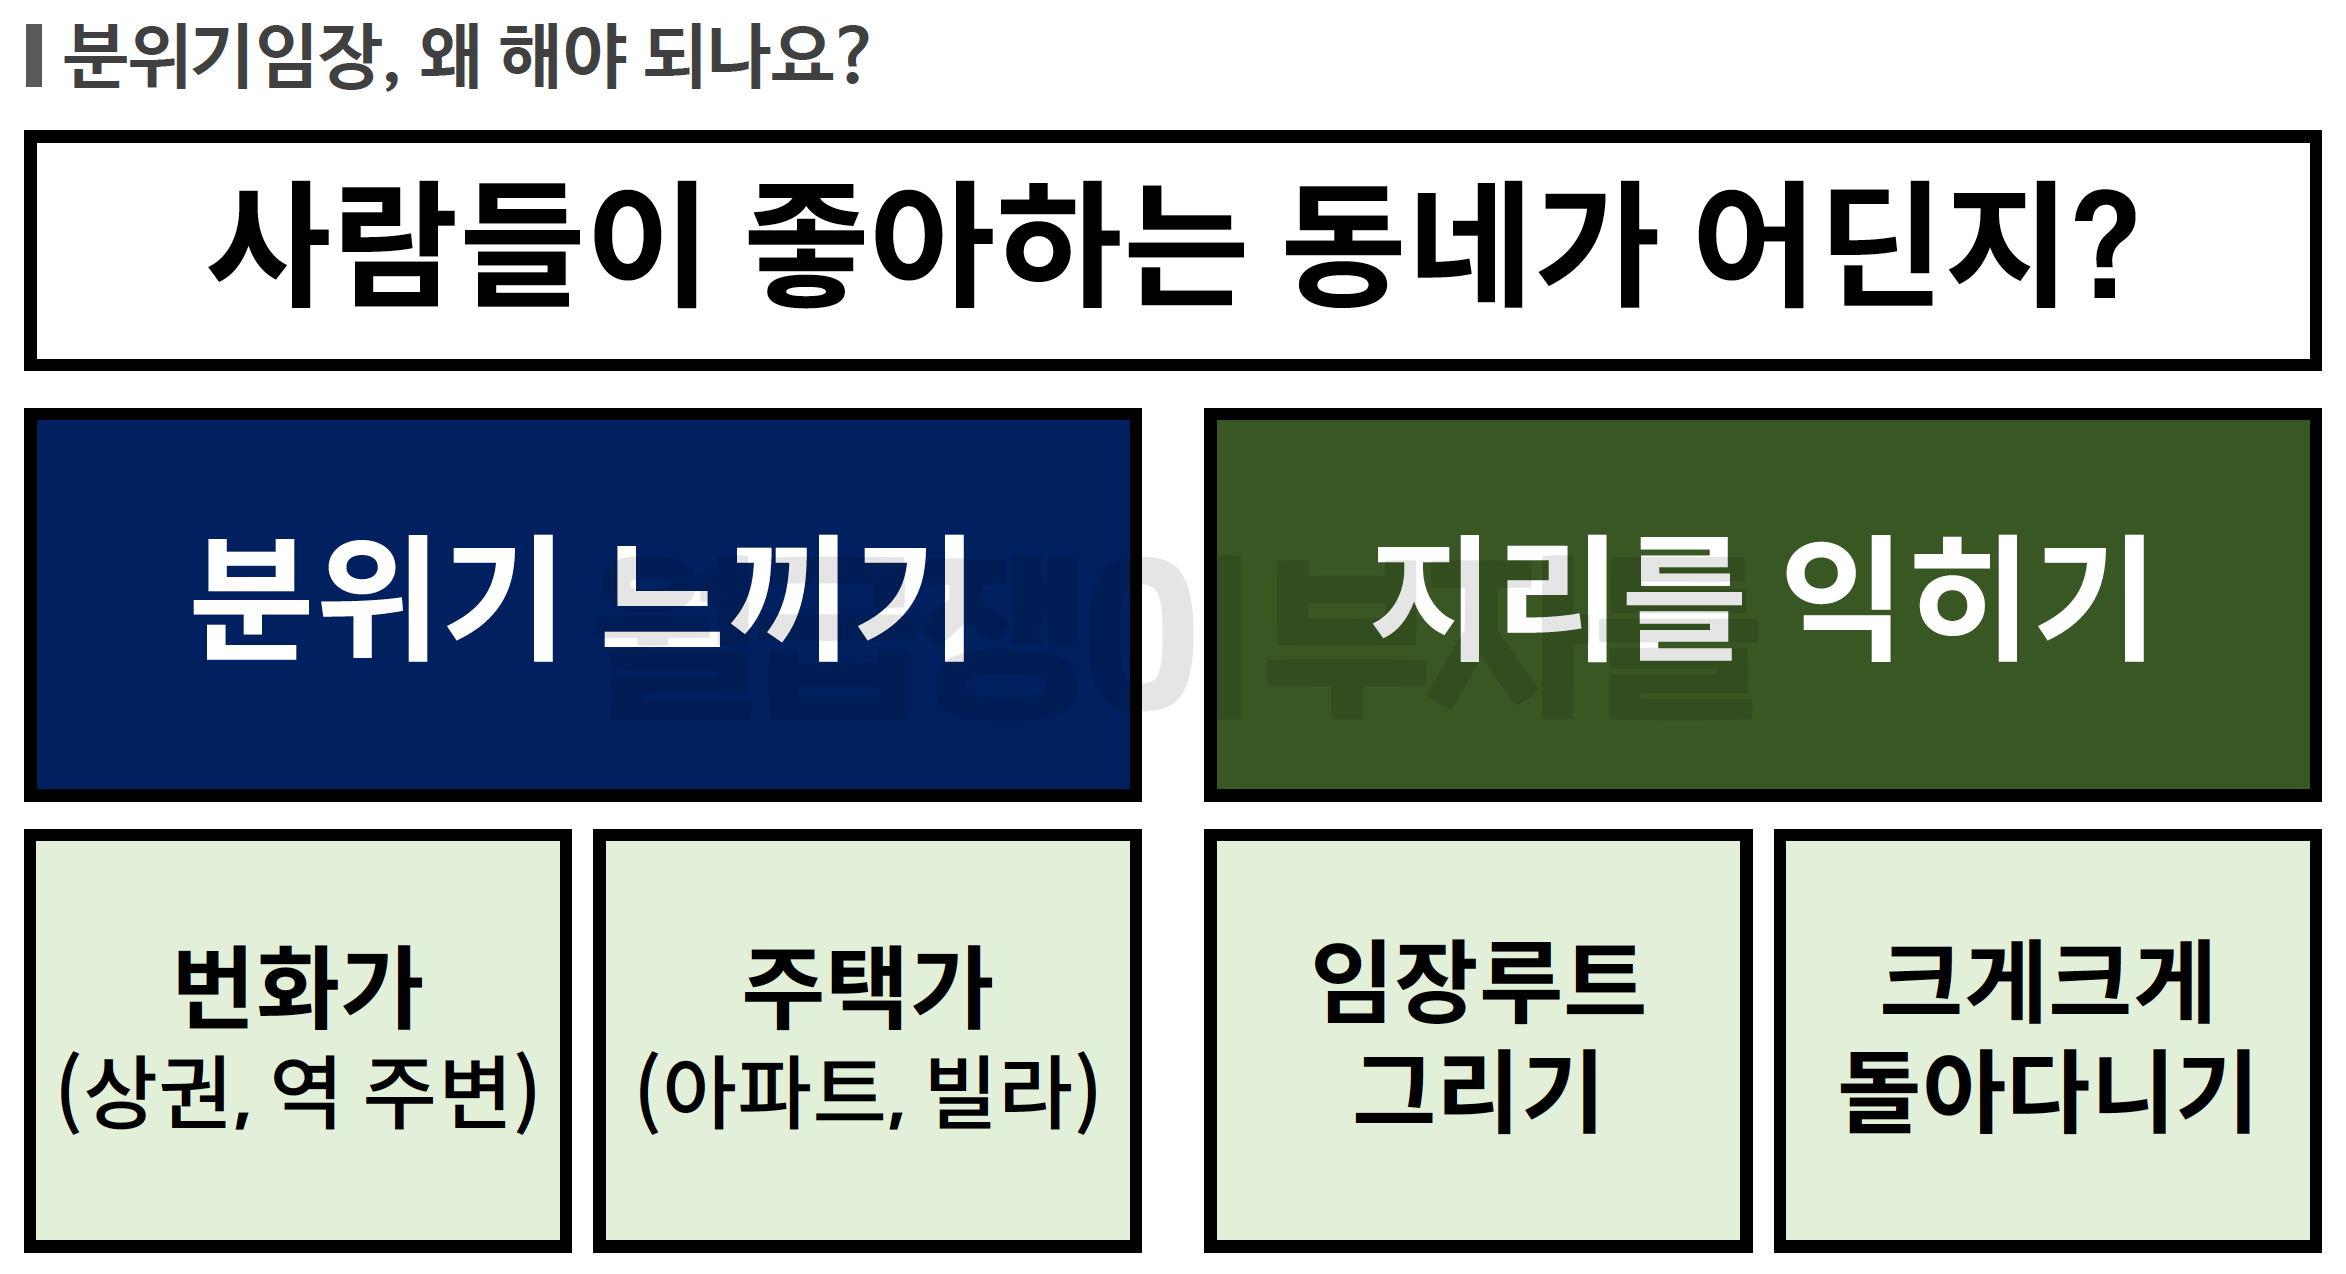 분위기임장, 왜 해야 되나요?
사람들이 좋아하는 동네가 어딘지?
분위기 느끼기
지리를 익히기
월급쟁이부자들
번화가
(상권, 역 주변)
주택가
(아파트, 빌라)
임장루트
그리기
크게크게
돌아다니기